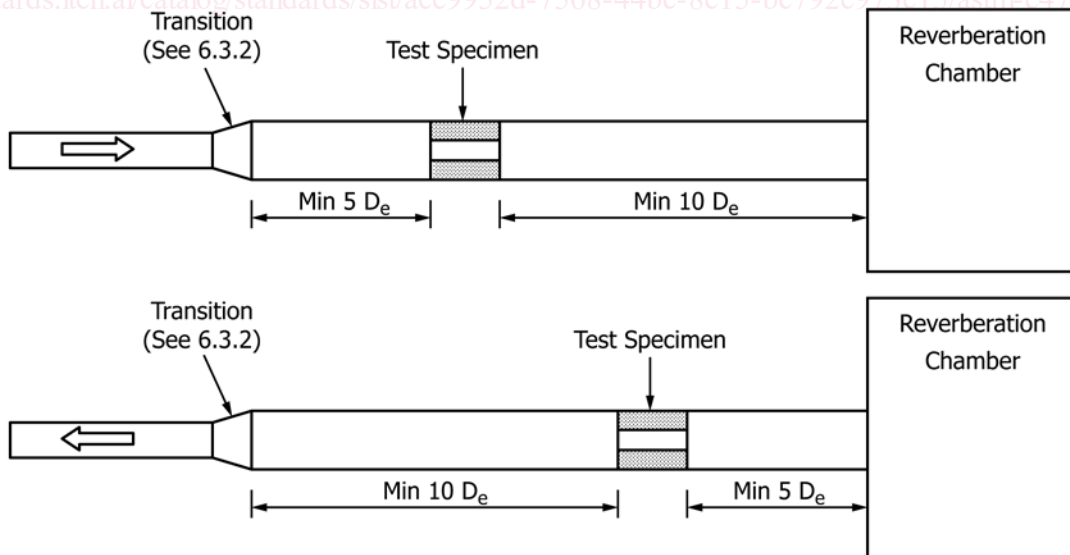 Transition
(See 6.3.2)
Test Specimen
Reverberation
Chamber
Min 5 De
Min 10 De
Transition
(See 6.3.2)
Test Specimen
Reverberation
Chamber
Min 10 De
Min 5 De